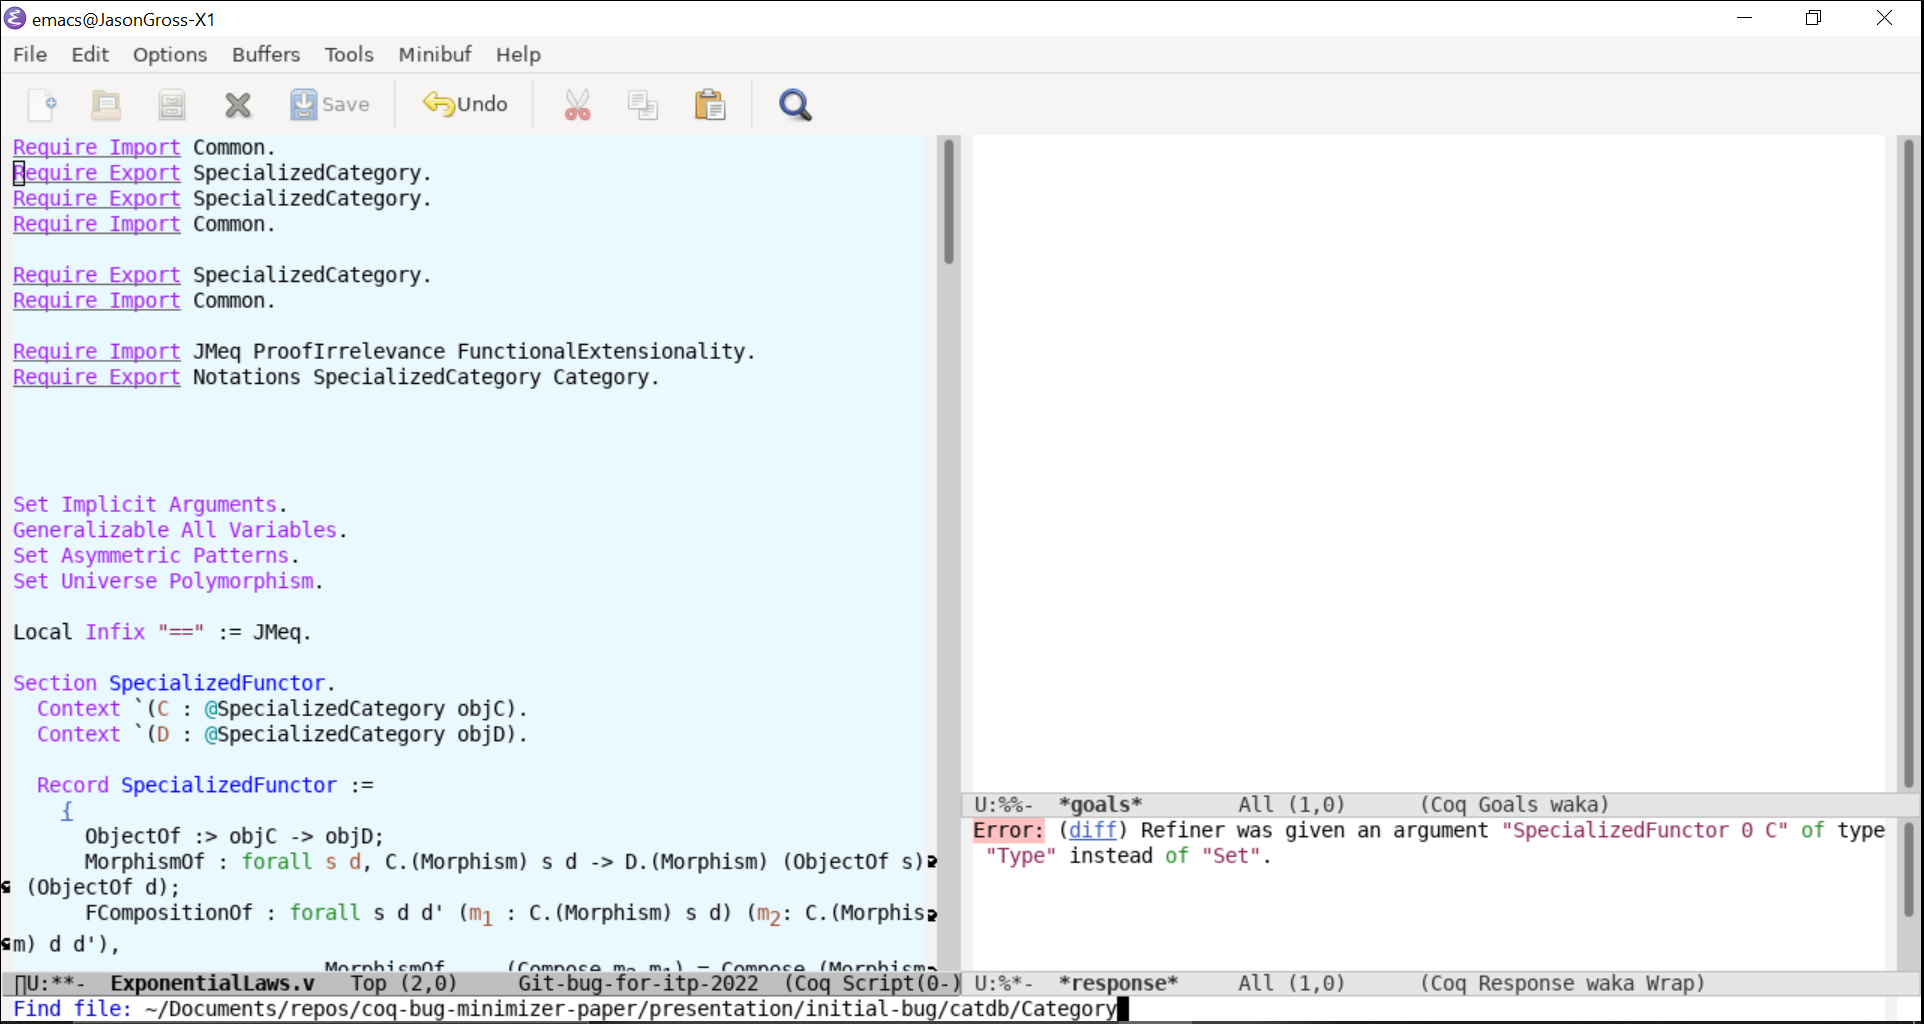 emacs@JasonGross-X1
File Edit Options Buffers Tools Minibuf Help
Save Undo
Require Import Common.
Require Export SpecializedCategory.
Require Export SpecializedCategory.
Require Import Common.
Require Export SpecializedCategory.
Require Import Common.
Require Import JMeq ProofIrrelevance FunctionalExtensionality.
Require Export Notations SpecializedCategory Category.
Set Implicit Arguments.
Generalizable All Variables.
Set Asymmetric Patterns.
Set Universe Polymorphism.
Local Infix "==" := JMeq.
Section SpecializedFunctor.
Context `(C : @SpecializedCategory objC).
Context `(D : @SpecializedCategory objD).
Record SpecializedFunctor :=
{
ObjectOf :> objC -> objD;
MorphismOf : forall s d, C.(Morphism) s d -> D.(Morphism) (ObjectOf s)
(ObjectOf d);
FCompositionOf : forall s d d' (m1 : C.(Morphism) s d) (m2: C.(Morphis
m) d d'),
MorphismOf _ _ (Compose m2 m1) = Compose (Morphism
U:**- ExponentialLaws.v Top (2,0) Git-bug-for-itp-2022 (Coq Script(0-)
U:%%- *goals* All (1,0) (Coq Goals waka)
Error: (diff) Refiner was given an argument "SpecializedFunctor 0 C" of type
"Type" instead of "Set".
U:%*- *response* All (1,0) (Coq Response waka Wrap)
Find file: ~/Documents/repos/coq-bug-minimizer-paper/presentation/initial-bug/catdb/Category